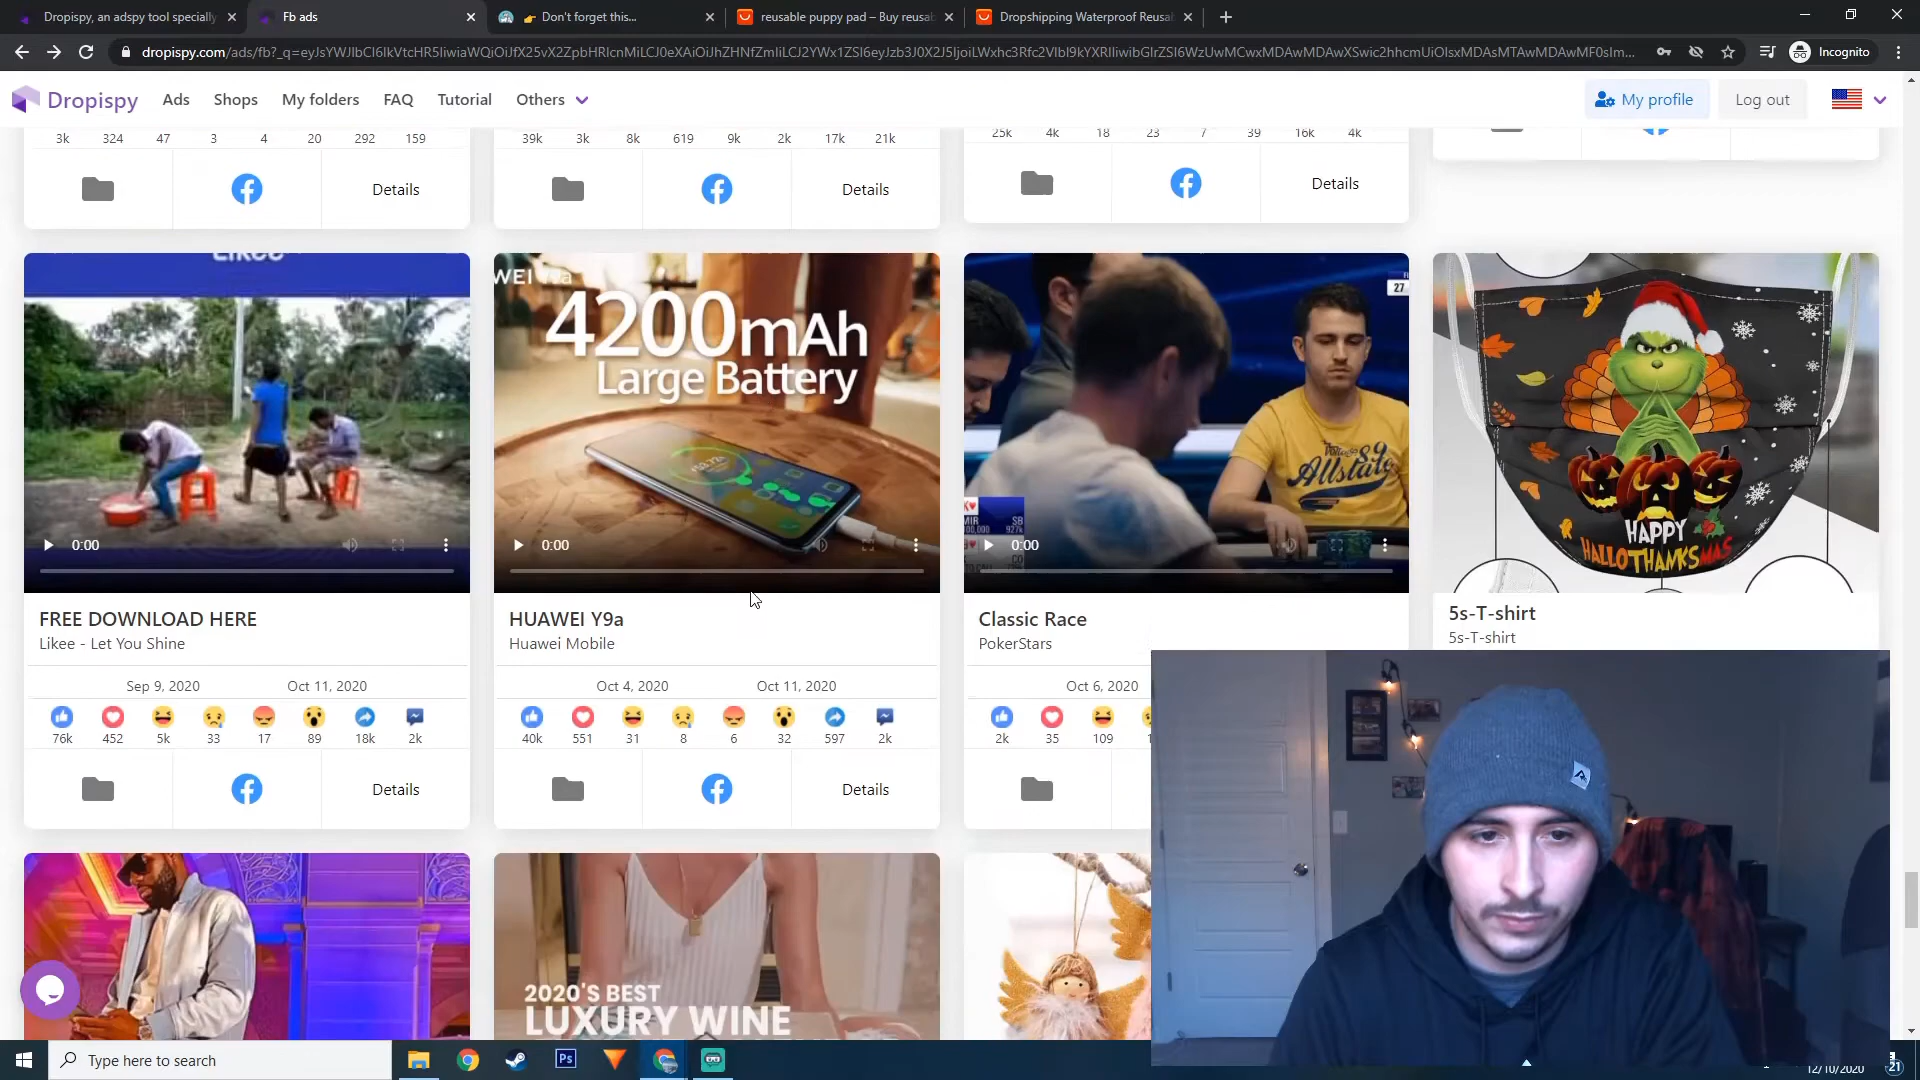 Dropispy, an adspy tool specially
Fb ads
Don't forget this...
reusable puppy pad – Buy reusab
Dropshipping Waterproof Reusa
Incognito
Dropispy
Ads
Shops
My folders
FAQ
Tutorial
Others
My profile
Log out
3k 324 47 3 4 20 292 159
39k 3k 8k 619 9k 2k 17k 21k
25k 4k 18 23 7 39 16k 4k
Details
Details
Details
4200mAh
Large Battery
27
Allstate
HAPPY
HALLOTHANKSMAS
0:00
0:00
0:00
FREE DOWNLOAD HERE
Likee - Let You Shine
Sep 9, 2020 Oct 11, 2020
76k 452 5k 33 17 89 18k 2k
Details
HUAWEI Y9a
Huawei Mobile
Oct 4, 2020 Oct 11, 2020
40k 551 31 8 6 32 597 2k
Details
Classic Race
PokerStars
Oct 6, 2020
2k 35 109
5s-T-shirt
5s-T-shirt
2020'S BEST
LUXURY WINE
Type here to search
Ps
12/10/2020
21